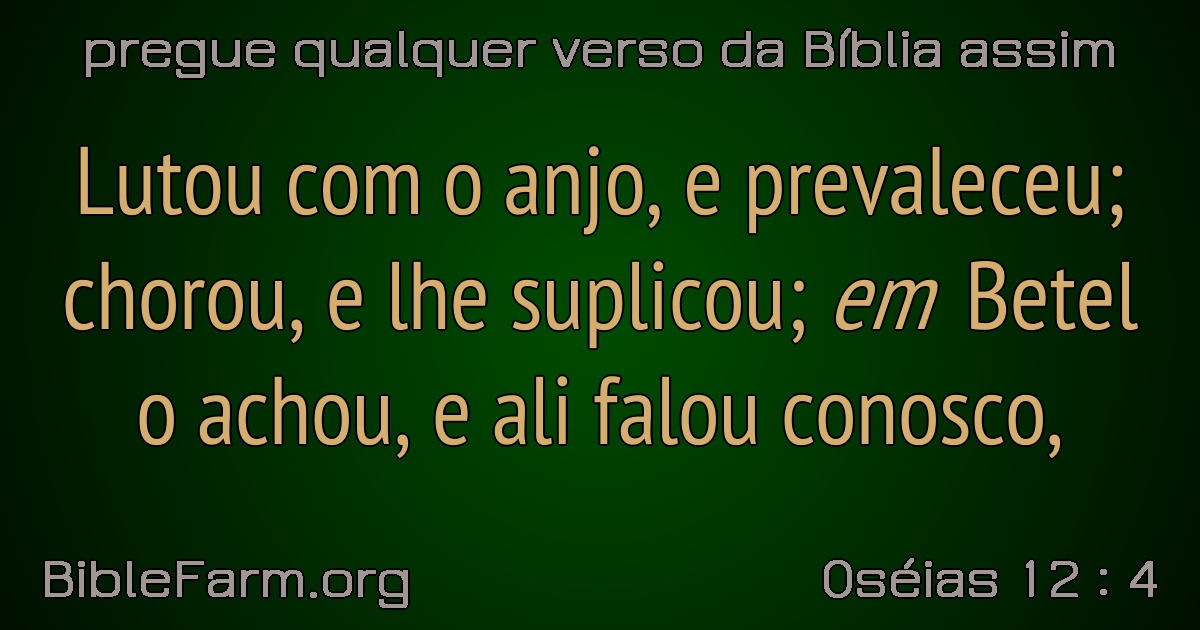 pregue qualquer verso da Bíblia assim
Lutou com o anjo, e prevaleceu;
chorou, e lhe suplicou; em Betel
o achou, e ali falou conosco,
BibleFarm.org
Oséias 12 : 4